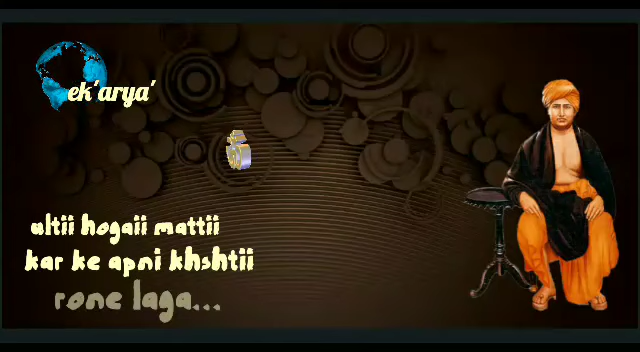 ek'arya'
ultii hogaii mattii
kar ke apni khshtii
rone laga...